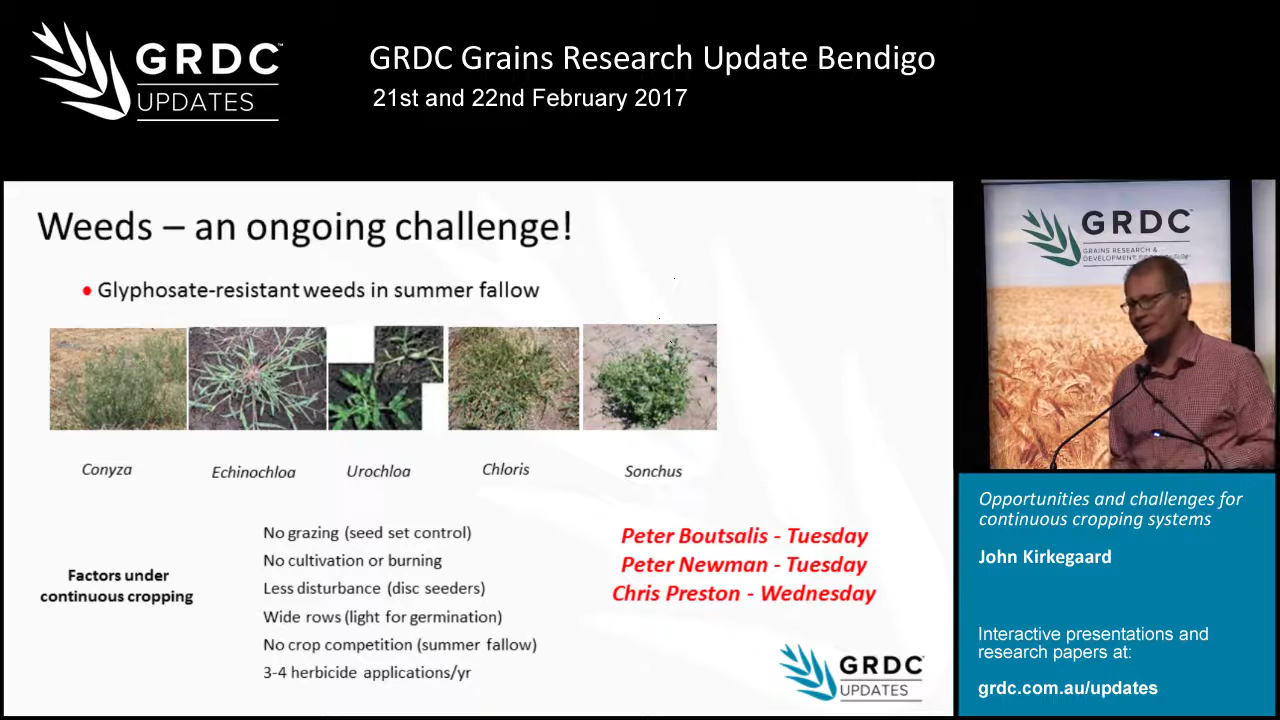 GRDC™
UPDATES
GRDC Grains Research Update Bendigo
21st and 22nd February 2017
Weeds – an ongoing challenge!
• Glyphosate-resistant weeds in summer fallow
Conyza
Echinochloa
Urochloa
Chloris
Sonchus
Factors under
continuous cropping
No grazing (seed set control)
No cultivation or burning
Less disturbance (disc seeders)
Wide rows (light for germination)
No crop competition (summer fallow)
3-4 herbicide applications/yr
Peter Boutsalis - Tuesday
Peter Newman - Tuesday
Chris Preston - Wednesday
GRDC™
UPDATES
GRDC™
GRAINS RESEARCH &
DEVELOPMENT
Opportunities and challenges for
continuous cropping systems
John Kirkegaard
Interactive presentations and
research papers at:
grdc.com.au/updates